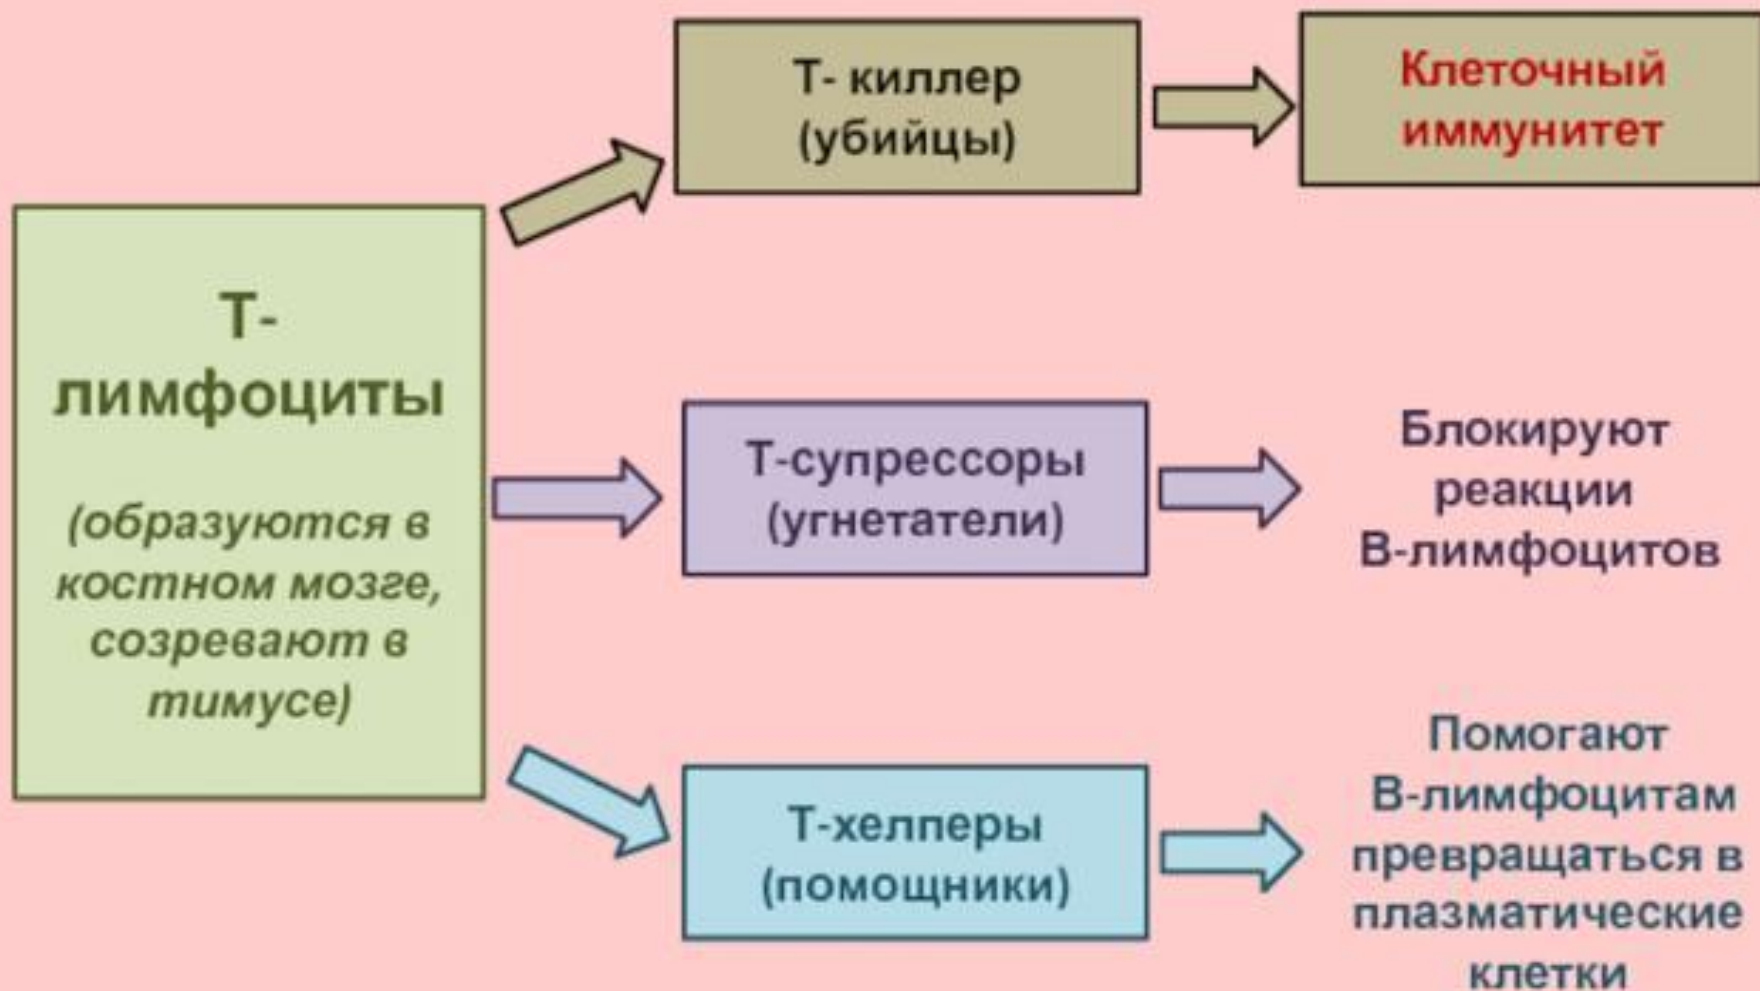 Т- киллер
(убийцы)
Клеточный
иммунитет
Т-
лимфоциты
(образуются в
костном мозге,
созревают в
тимусе)
Т-супрессоры
(угнетатели)
Блокируют
реакции
В-лимфоцитов
Т-хелперы
(помощники)
Помогают
В-лимфоцитам
превращаться в
плазматические
клетки